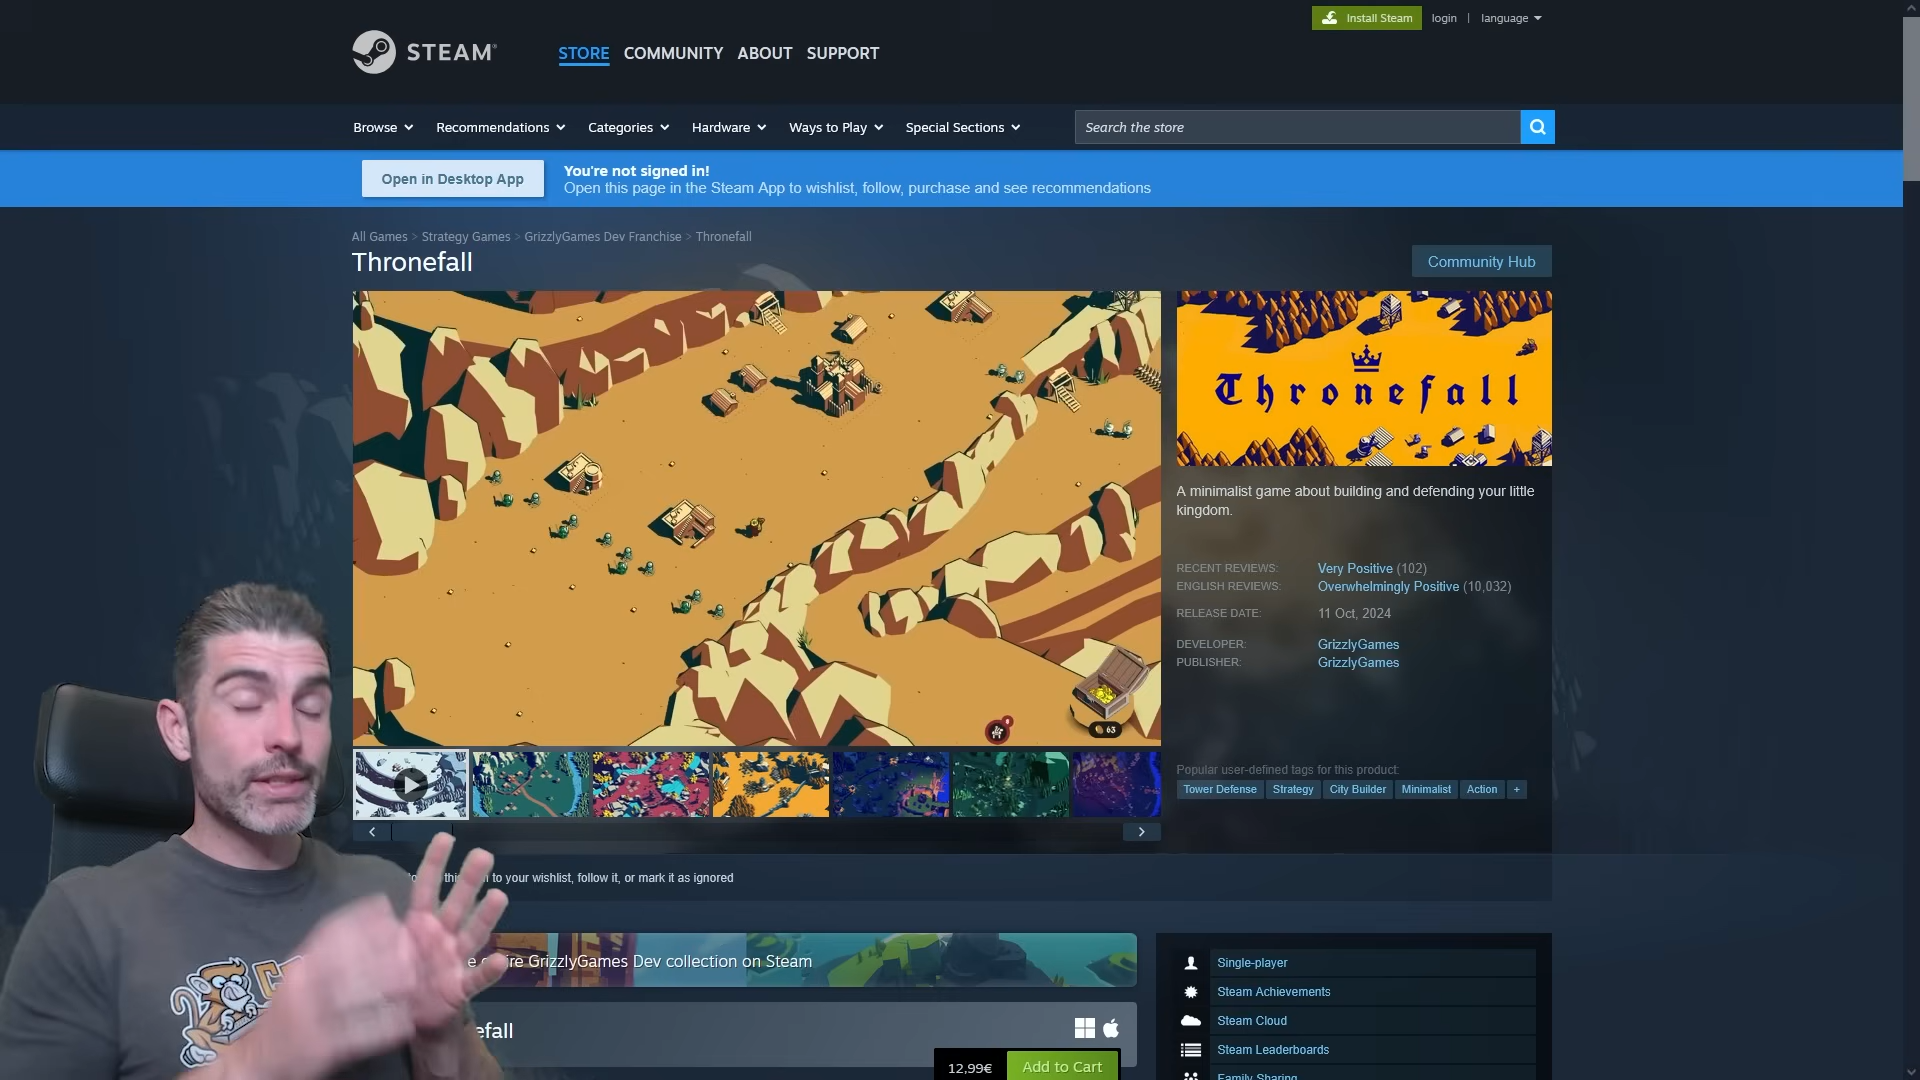 Install Steam
login | language
STEAM®
STORE COMMUNITY ABOUT SUPPORT
Browse Recommendations Categories Hardware Ways to Play Special Sections
Search the store
Open in Desktop App
You're not signed in!
Open this page in the Steam App to wishlist, follow, purchase and see recommendations
All Games > Strategy Games > GrizzlyGames Dev Franchise > Thronefall
Thronefall
Community Hub
Thronefall
A minimalist game about building and defending your little
kingdom.
RECENT REVIEWS: Very Positive (102)
ENGLISH REVIEWS: Overwhelmingly Positive (10,032)
RELEASE DATE: 11 Oct, 2024
DEVELOPER: GrizzlyGames
PUBLISHER: GrizzlyGames
63
Popular user-defined tags for this product:
Tower Defense Strategy City Builder Minimalist Action +
to your wishlist, follow it, or mark it as ignored
GrizzlyGames Dev collection on Steam
efall
12,99€ Add to Cart
Single-player
Steam Achievements
Steam Cloud
Steam Leaderboards
Family Sharing